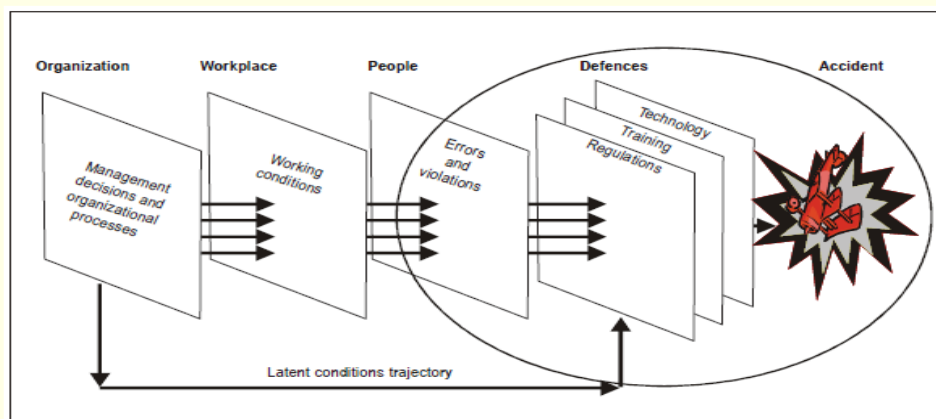 Organization
Workplace
People
Defences
Accident
Management
decisions and
organizational
processes
Working
conditions
Errors
and
violations
Technology
Training
Regulations
Latent conditions trajectory